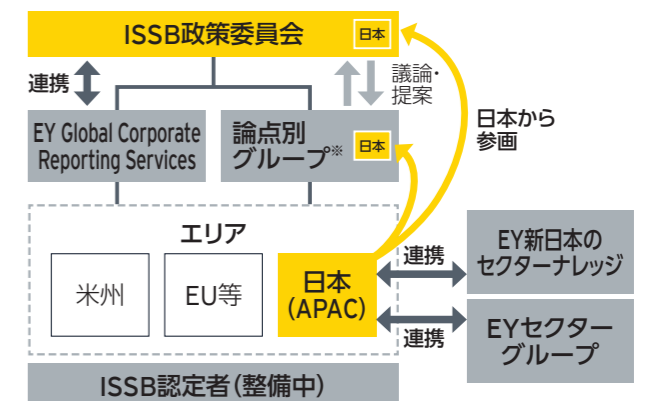 ISSB政策委員会
日本
連携
議論・
提案
日本から
参画
EY Global Corporate
Reporting Services
論点別
グループ※
日本
エリア
米州
EU等
日本
(APAC)
連携
EY新日本の
セクターナレッジ
連携
EYセクター
グループ
ISSB認定者(整備中)